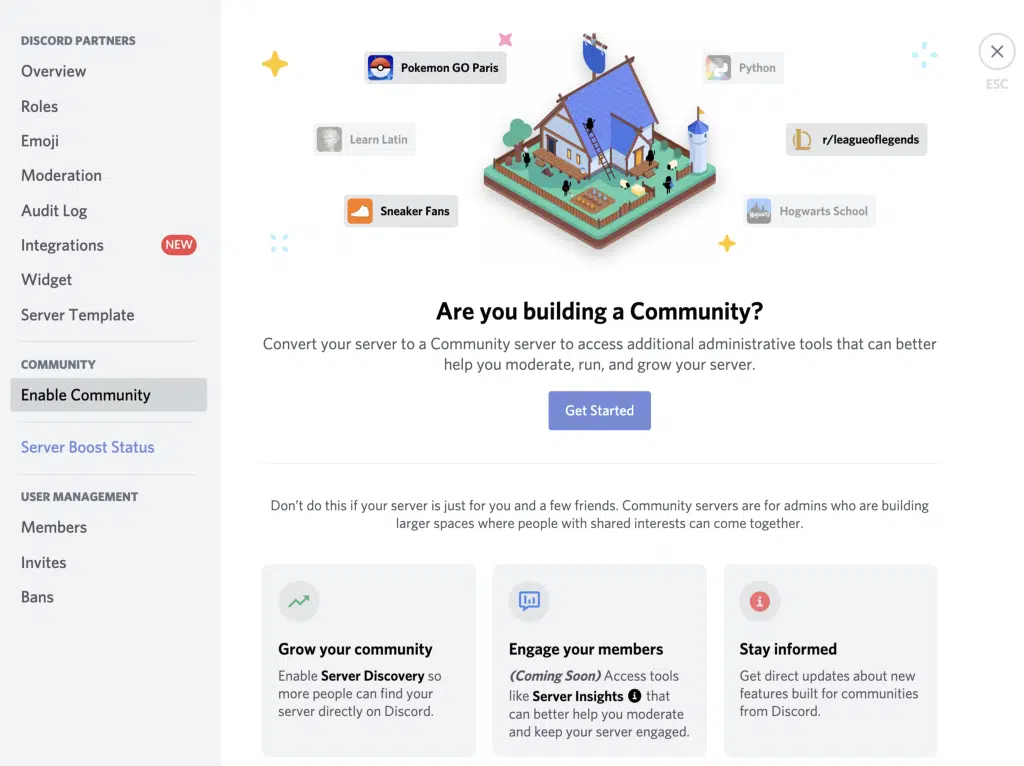 DISCORD PARTNERS
Overview
Roles
Emoji
Moderation
Audit Log
Integrations NEW
Widget
Server Template
COMMUNITY
Enable Community
Server Boost Status
USER MANAGEMENT
Members
Invites
Bans
Pokemon GO Paris
Python
Learn Latin
r/leagueoflegends
Sneaker Fans
Hogwarts School
ESC
Are you building a Community?
Convert your server to a Community server to access additional administrative tools that can better
help you moderate, run, and grow your server.
Get Started
Don't do this if your server is just for you and a few friends. Community servers are for admins who are building
larger spaces where people with shared interests can come together.
Grow your community
Enable Server Discovery so
more people can find your
server directly on Discord.
Engage your members
(Coming Soon) Access tools
like Server Insights that
can better help you moderate
and keep your server engaged.
Stay informed
Get direct updates about new
features built for communities
from Discord.